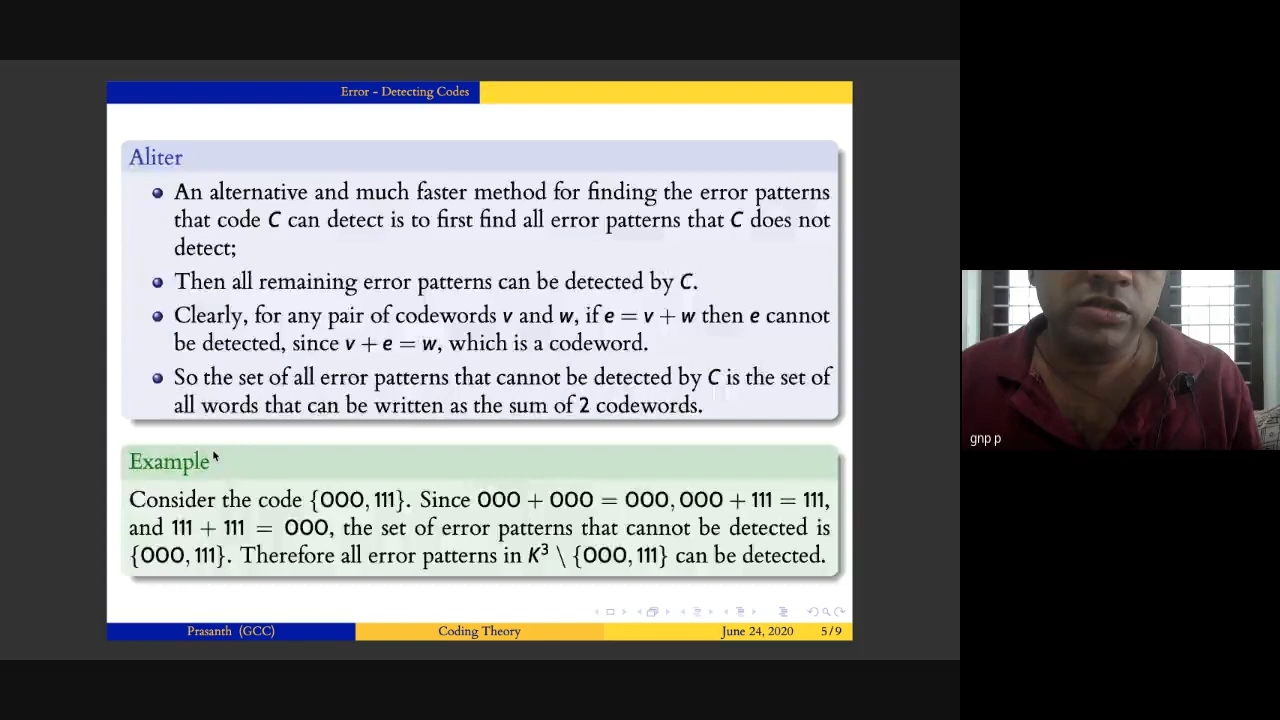 Error - Detecting Codes
Aliter
An alternative and much faster method for finding the error patterns
that code C can detect is to first find all error patterns that C does not
detect;
Then all remaining error patterns can be detected by C.
Clearly, for any pair of codewords v and w, if e = v + w then e cannot
be detected, since v + e = w, which is a codeword.
So the set of all error patterns that cannot be detected by C is the set of
all words that can be written as the sum of 2 codewords.
Example
Consider the code {000, 111}. Since 000 + 000 = 000, 000 + 111 = 111,
and 111 + 111 = 000, the set of error patterns that cannot be detected is
{000, 111}. Therefore all error patterns in K³ \ {000, 111} can be detected.
Prasanth (GCC) Coding Theory June 24, 2020 5/9
gnp p